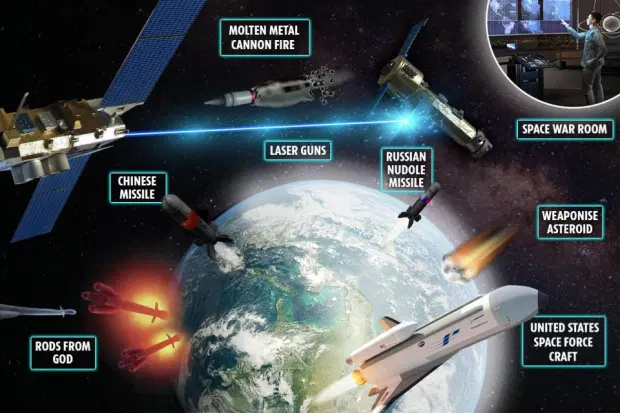 MOLTEN METAL
CANNON FIRE
SPACE WAR ROOM
LASER GUNS
RUSSIAN
NUDOLE
MISSILE
CHINESE
MISSILE
WEAPONISE
ASTEROID
RODS FROM
GOD
UNITED STATES
SPACE FORCE
CRAFT